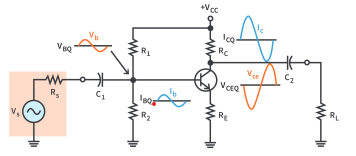 +V_CC
V_b
V_BQ
R_1
R_C
I_CQ
I_c
R_s
C_1
V_s
I_BQ
I_b
R_2
V_ce
V_CEQ
C_2
R_E
R_L